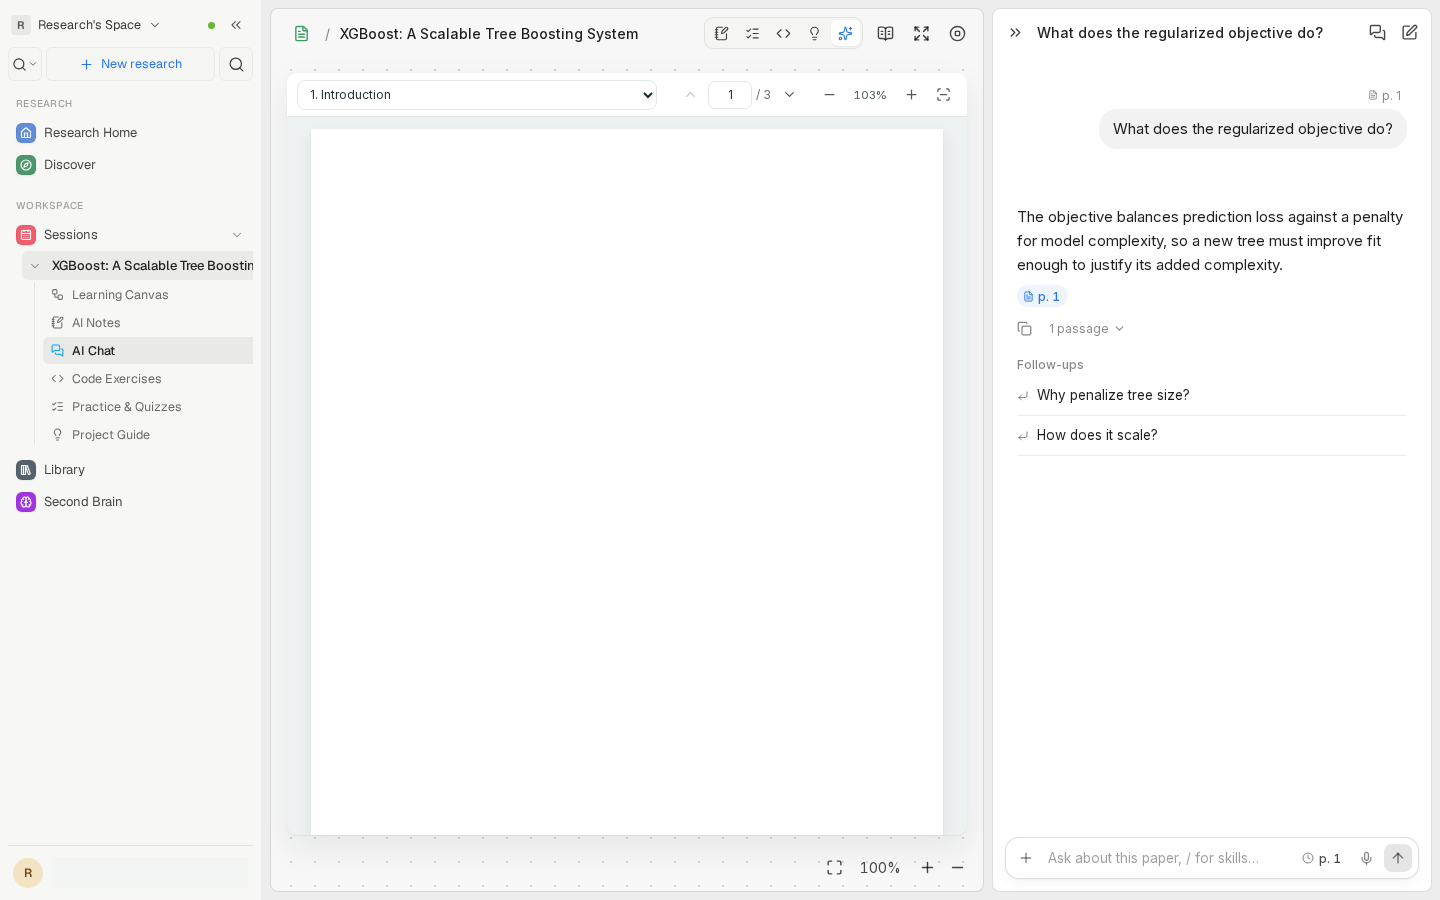 R Research's Space
New research
RESEARCH
Research Home
Discover
WORKSPACE
Sessions
XGBoost: A Scalable Tree Boostin
Learning Canvas
AI Notes
AI Chat
Code Exercises
Practice & Quizzes
Project Guide
Library
Second Brain
R
/ XGBoost: A Scalable Tree Boosting System
1. Introduction
1 / 3
103%
100%
What does the regularized objective do?
p. 1
What does the regularized objective do?
The objective balances prediction loss against a penalty
for model complexity, so a new tree must improve fit
enough to justify its added complexity.
p. 1
1 passage
Follow-ups
Why penalize tree size?
How does it scale?
Ask about this paper, / for skills...
p. 1